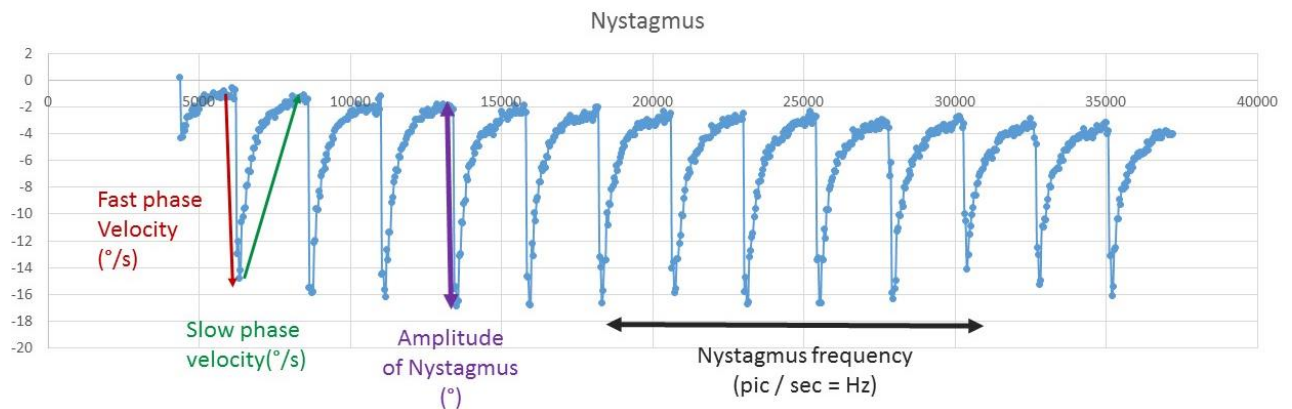 Nystagmus
2
0
0 5000 10000 15000 20000 25000 30000 35000 40000
-2
-4
-6
-8
-10
-12
-14
-16
-18
-20
Fast phase
Velocity
(°/s)
Slow phase
velocity(°/s)
Amplitude
of Nystagmus
(°)
Nystagmus frequency
(pic / sec = Hz)